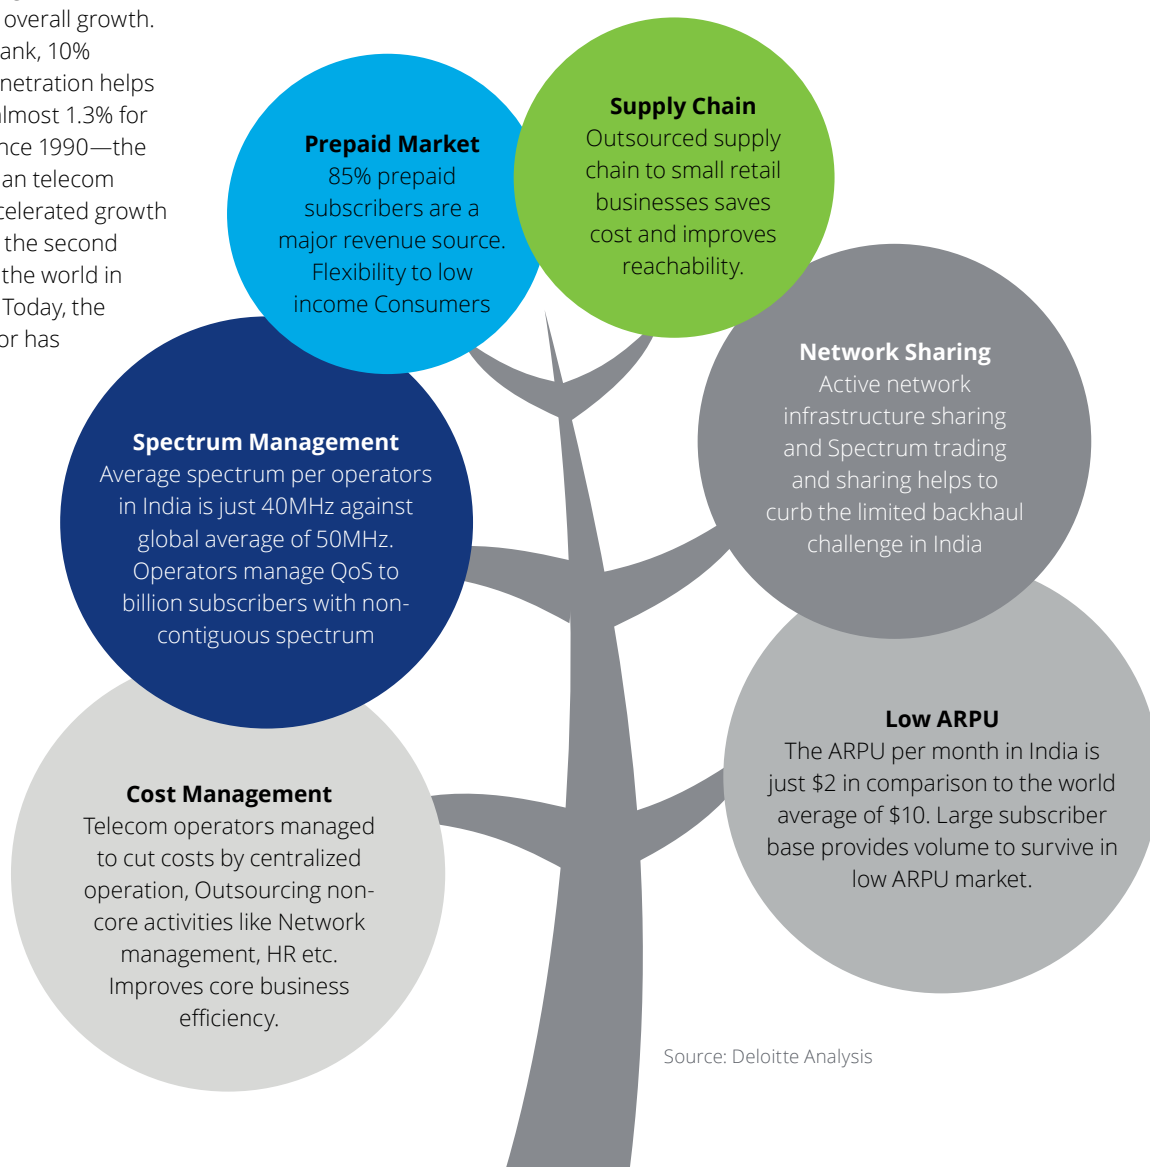 overall growth.
ank, 10%
netration helps
almost 1.3% for
nce 1990—the
an telecom
celerated growth
the second
the world in
Today, the
or has
Prepaid Market
85% prepaid
subscribers are a
major revenue source.
Flexibility to low
income Consumers
Supply Chain
Outsourced supply
chain to small retail
businesses saves
cost and improves
reachability.
Spectrum Management
Average spectrum per operators
in India is just 40MHz against
global average of 50MHz.
Operators manage QoS to
billion subscribers with non-
contiguous spectrum
Network Sharing
Active network
infrastructure sharing
and Spectrum trading
and sharing helps to
curb the limited backhaul
challenge in India
Cost Management
Telecom operators managed
to cut costs by centralized
operation, Outsourcing non-
core activities like Network
management, HR etc.
Improves core business
efficiency.
Low ARPU
The ARPU per month in India is
just $2 in comparison to the world
average of $10. Large subscriber
base provides volume to survive in
low ARPU market.
Source: Deloitte Analysis